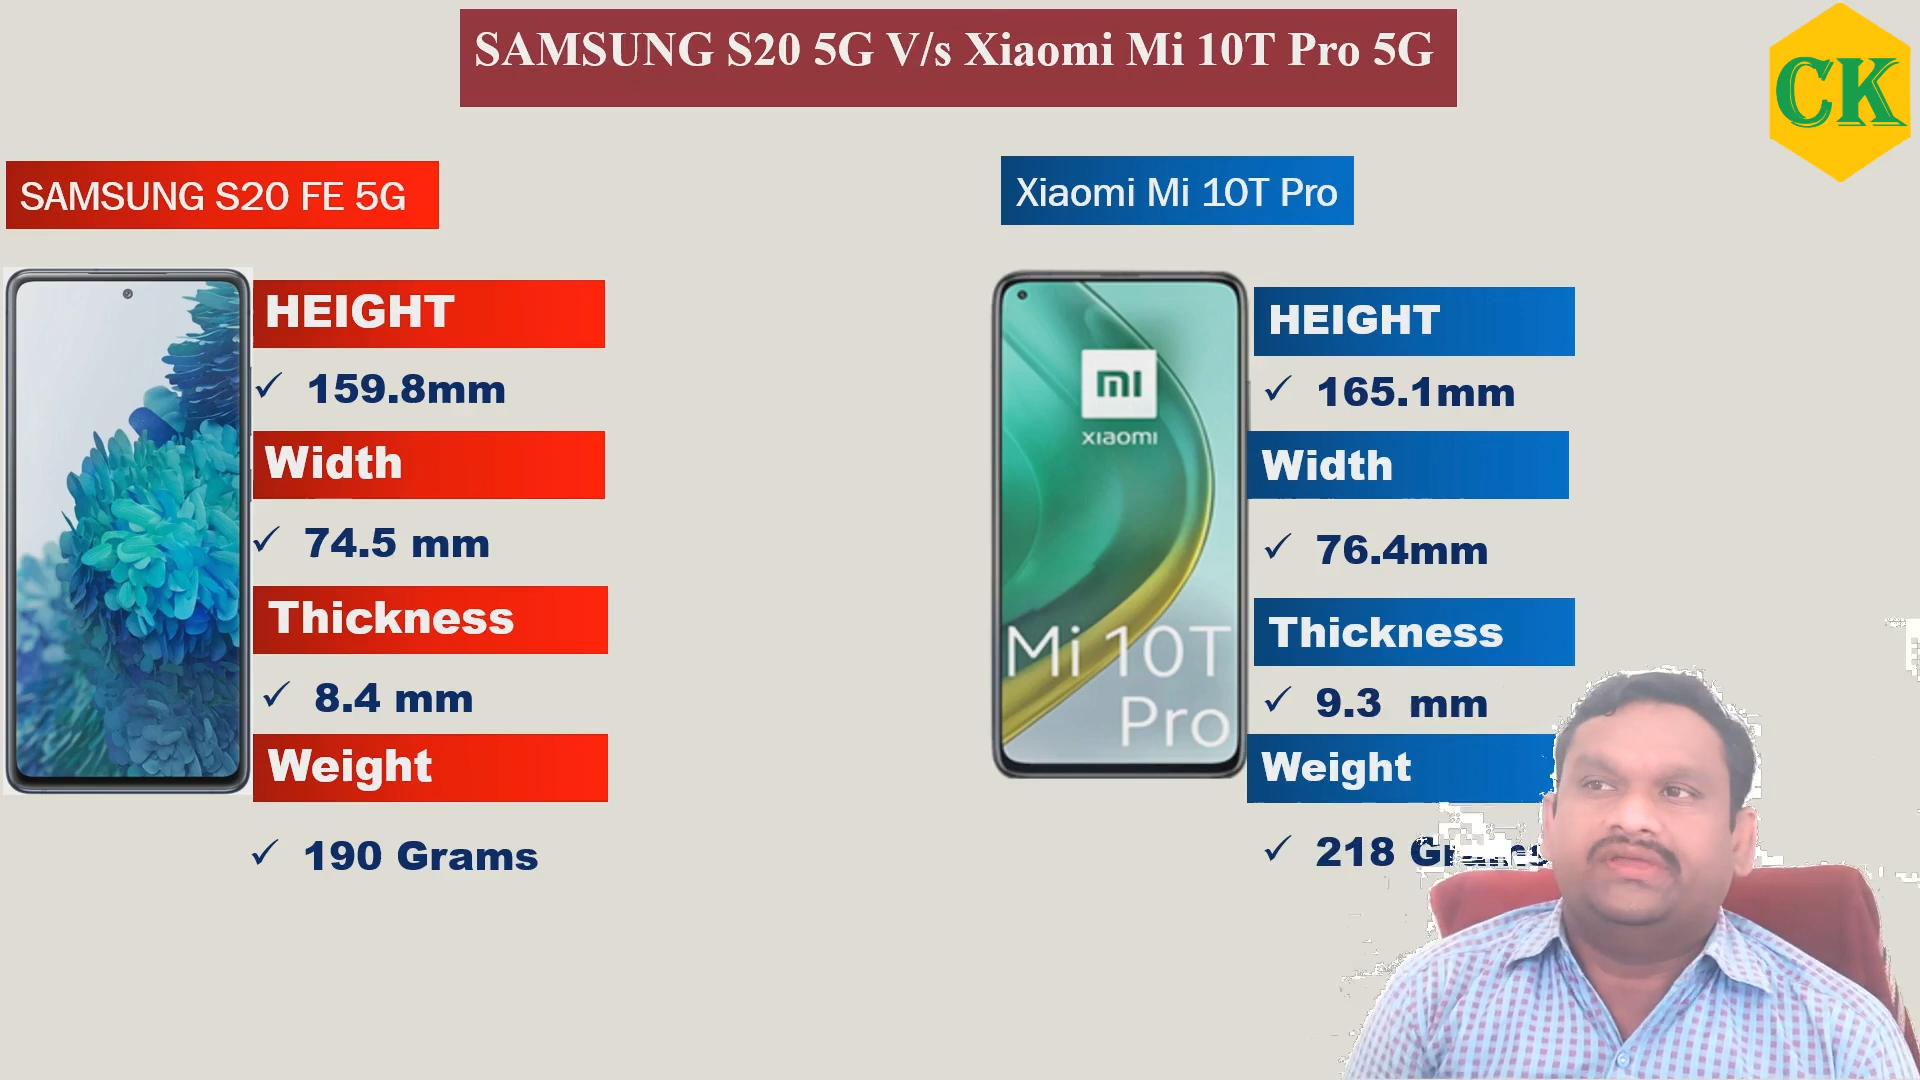 SAMSUNG S20 5G V/s Xiaomi Mi 10T Pro 5G
CK
SAMSUNG S20 FE 5G
HEIGHT
✓ 159.8mm
Width
✓ 74.5 mm
Thickness
✓ 8.4 mm
Weight
✓ 190 Grams
Xiaomi Mi 10T Pro
mi
xiaomi
Mi 10T
Pro
HEIGHT
✓ 165.1mm
Width
✓ 76.4mm
Thickness
✓ 9.3 mm
Weight
✓ 218 Grams